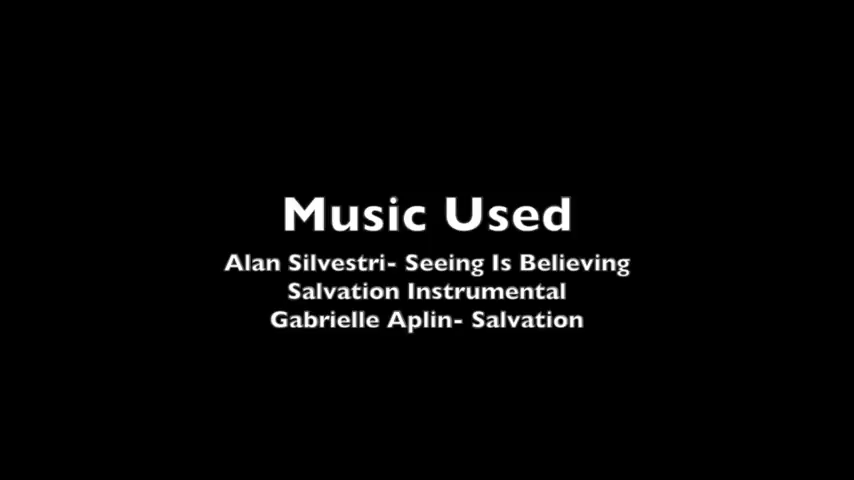 Music Used
Alan Silvestri- Seeing Is Believing
Salvation Instrumental
Gabrielle Aplin- Salvation